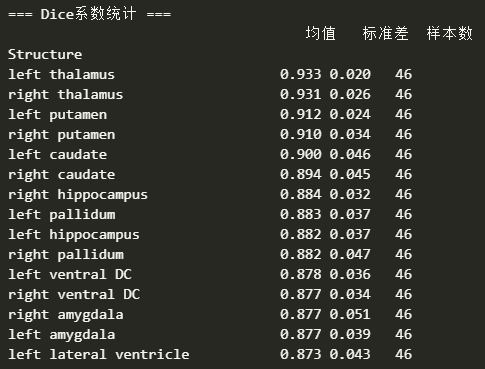 === Dice系数统计 ===
均值 标准差 样本数
Structure
left thalamus 0.933 0.020 46
right thalamus 0.931 0.026 46
left putamen 0.912 0.024 46
right putamen 0.910 0.034 46
left caudate 0.900 0.046 46
right caudate 0.894 0.045 46
right hippocampus 0.884 0.032 46
left pallidum 0.883 0.037 46
left hippocampus 0.882 0.037 46
right pallidum 0.882 0.047 46
left ventral DC 0.878 0.036 46
right ventral DC 0.877 0.034 46
right amygdala 0.877 0.051 46
left amygdala 0.877 0.039 46
left lateral ventricle 0.873 0.043 46